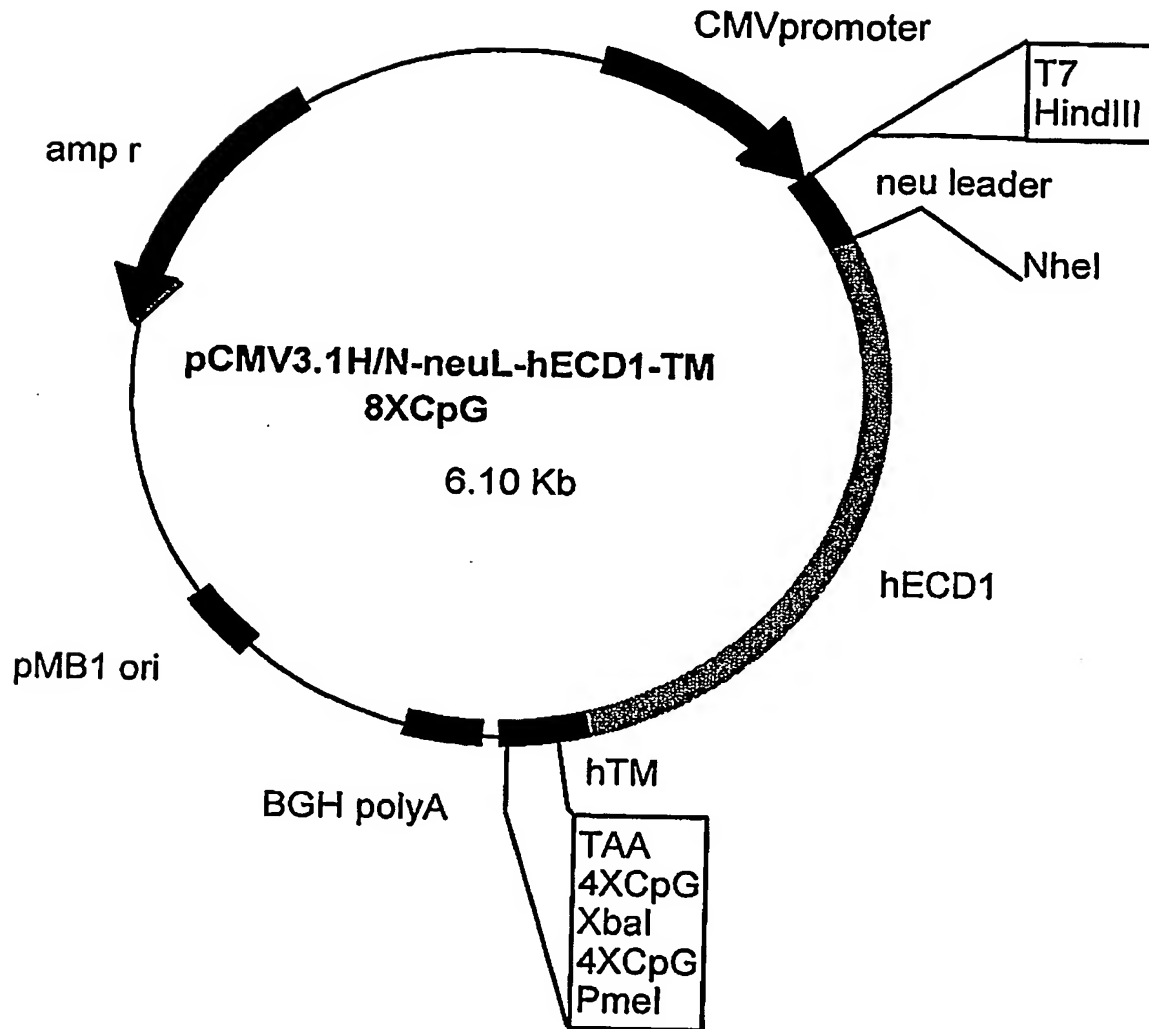 CMVpromoter
T7
HindIII
amp r
neu leader
NheI
pCMV3.1H/N-neuL-hECD1-TM
8XCpG
6.10 Kb
hECD1
pMB1 ori
hTM
BGH polyA
TAA
4XCpG
XbaI
4XCpG
PmeI